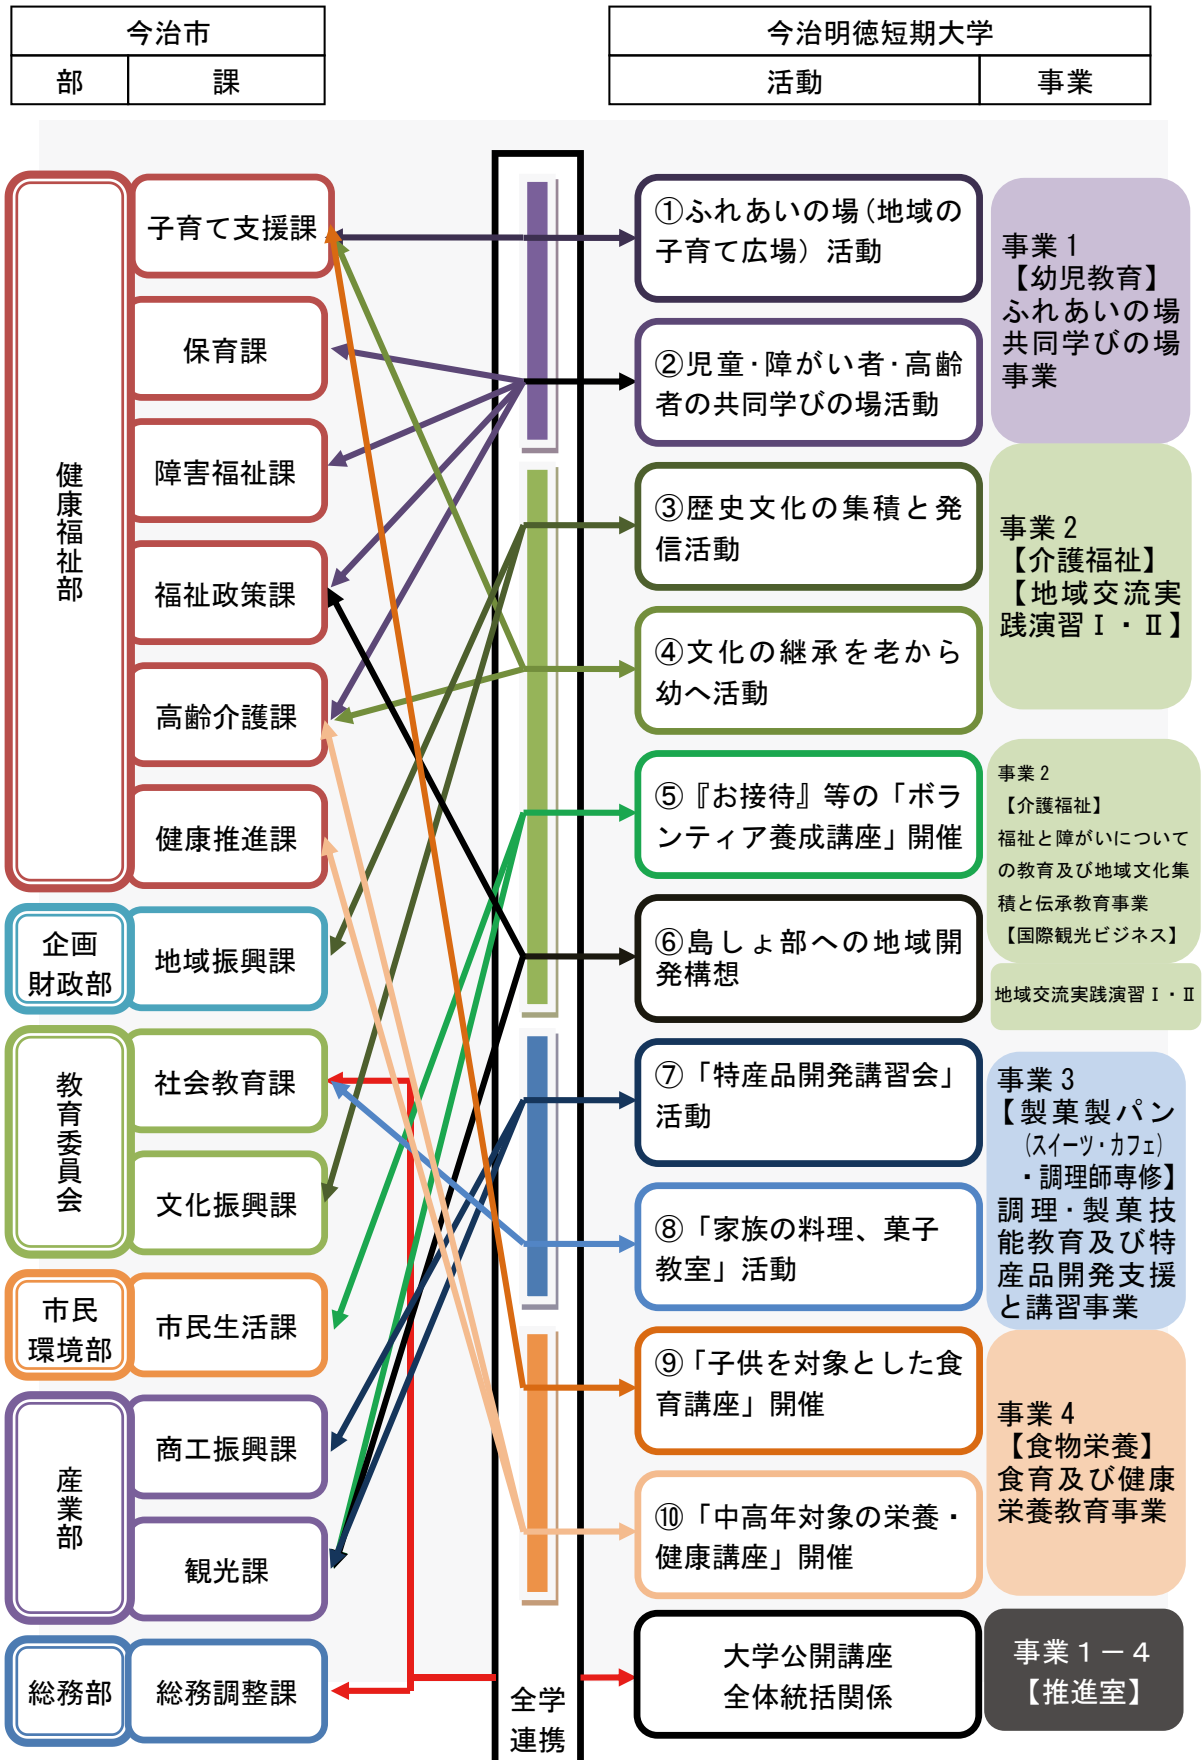 今治市
部
課
今治明徳短期大学
活動
事業
健康福祉部
子育て支援課
保育課
障害福祉課
福祉政策課
高齢介護課
健康推進課
企画
財政部
地域振興課
教育委員会
社会教育課
文化振興課
市民
環境部
市民生活課
産業部
商工振興課
観光課
総務部
総務調整課
全学
連携
①ふれあいの場(地域の
子育て広場）活動
②児童・障がい者・高齢
者の共同学びの場活動
③歴史文化の集積と発
信活動
④文化の継承を老から
幼へ活動
⑤『お接待』等の「ボラ
ンティア養成講座」開催
⑥島しょ部への地域開
発構想
⑦「特産品開発講習会」
活動
⑧「家族の料理、菓子
教室」活動
⑨「子供を対象とした食
育講座」開催
⑩「中高年対象の栄養・
健康講座」開催
大学公開講座
全体統括関係
事業1
【幼児教育】
ふれあいの場
共同学びの場
事業
事業2
【介護福祉】
【地域交流実
践演習Ⅰ・Ⅱ】
事業2
【介護福祉】
福祉と障がいについて
の教育及び地域文化集
積と伝承教育事業
【国際観光ビジネス】
地域交流実践演習Ⅰ・Ⅱ
事業3
【製菓製パン
(スイーツ・カフェ)
・調理師専修】
調理・製菓技
能教育及び特
産品開発支援
と講習事業
事業4
【食物栄養】
食育及び健康
栄養教育事業
事業１－４
【推進室】